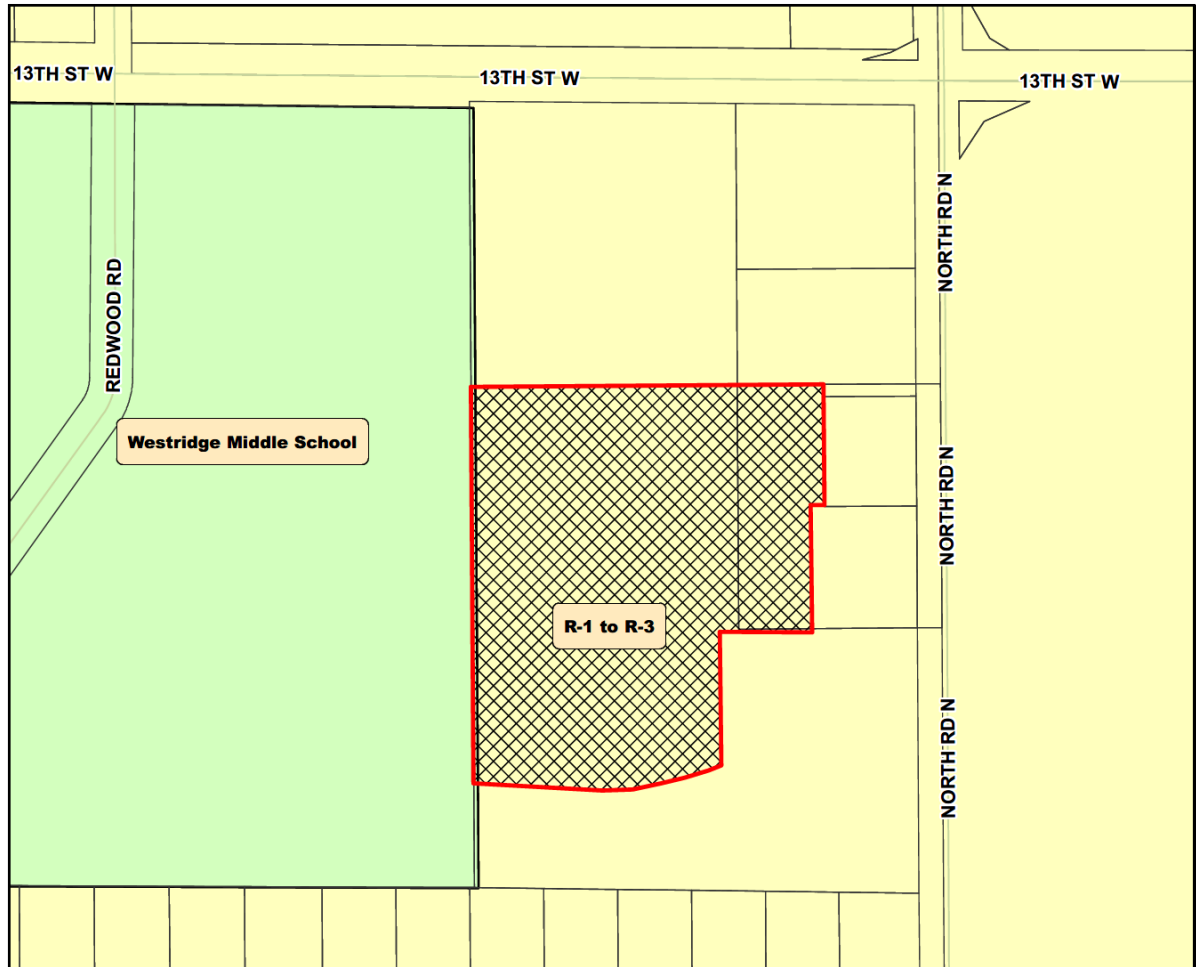 13TH ST W
13TH ST W
13TH ST W
NORTH RD N
REDWOOD RD
Westridge Middle School
NORTH RD N
R-1 to R-3
NORTH RD N